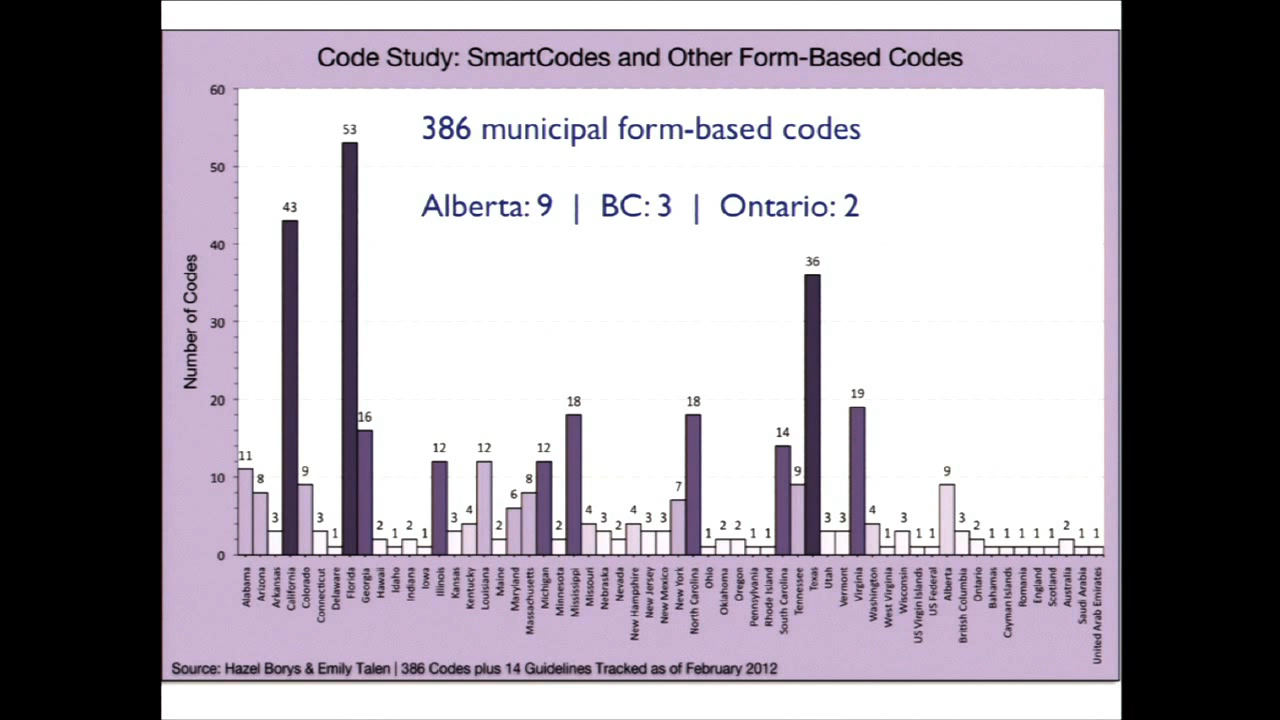 Code Study: SmartCodes and Other Form-Based Codes
386 municipal form-based codes
Alberta: 9 | BC: 3 | Ontario: 2
Number of Codes
60
50
40
30
20
10
0
11 8 3 43 9 3 1 53 16 2 1 2 1 12 3 4 12 2 6 8 12 2 18 4 3 2 4 3 3 7 18 1 2 2 1 1 14 9 36 3 3 19 4 1 3 1 1 9 3 2 1 1 1 1 1 2 1 1
Alabama
Arizona
Arkansas
California
Colorado
Connecticut
Delaware
Florida
Georgia
Hawaii
Idaho
Indiana
Iowa
Illinois
Kansas
Kentucky
Louisiana
Maine
Maryland
Massachusetts
Michigan
Minnesota
Mississippi
Missouri
Nebraska
Nevada
New Hampshire
New Jersey
New Mexico
New York
North Carolina
Ohio
Oklahoma
Oregon
Pennsylvania
Rhode Island
South Carolina
Tennessee
Texas
Utah
Vermont
Virginia
Washington
West Virginia
Wisconsin
US Virgin Islands
US Federal
Alberta
British Columbia
Ontario
Bahamas
Cayman Islands
Romania
England
Scotland
Australia
Saudi Arabia
United Arab Emirates
Source: Hazel Borys & Emily Talen | 386 Codes plus 14 Guidelines Tracked as of February 2012